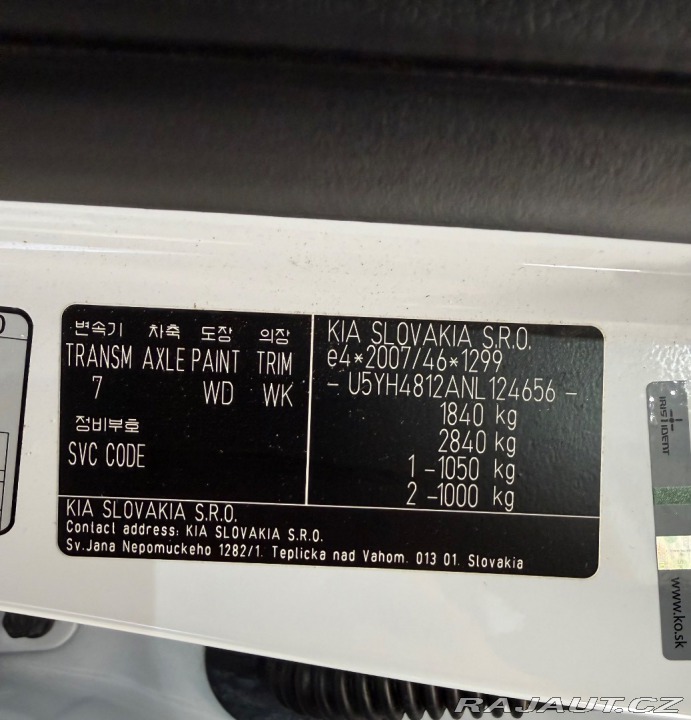 변속기 차축 도장 의장
TRANSM AXLE PAINT TRIM
7 WD WK
정비부호
SVC CODE
KIA SLOVAKIA S.R.O.
e4*2007/46*1299
- U5YH4812ANL124656 -
1840 kg
2840 kg
1 -1050 kg
2 -1000 kg
KIA SLOVAKIA S.R.O.
Contact address: KIA SLOVAKIA S.R.O.
Sv.Jana Nepomuckeho 1282/1. Teplicka nad Vahom. 013 01. Slovakia
IRIS IDENT
www.ko.sk
RAJAUT.CZ